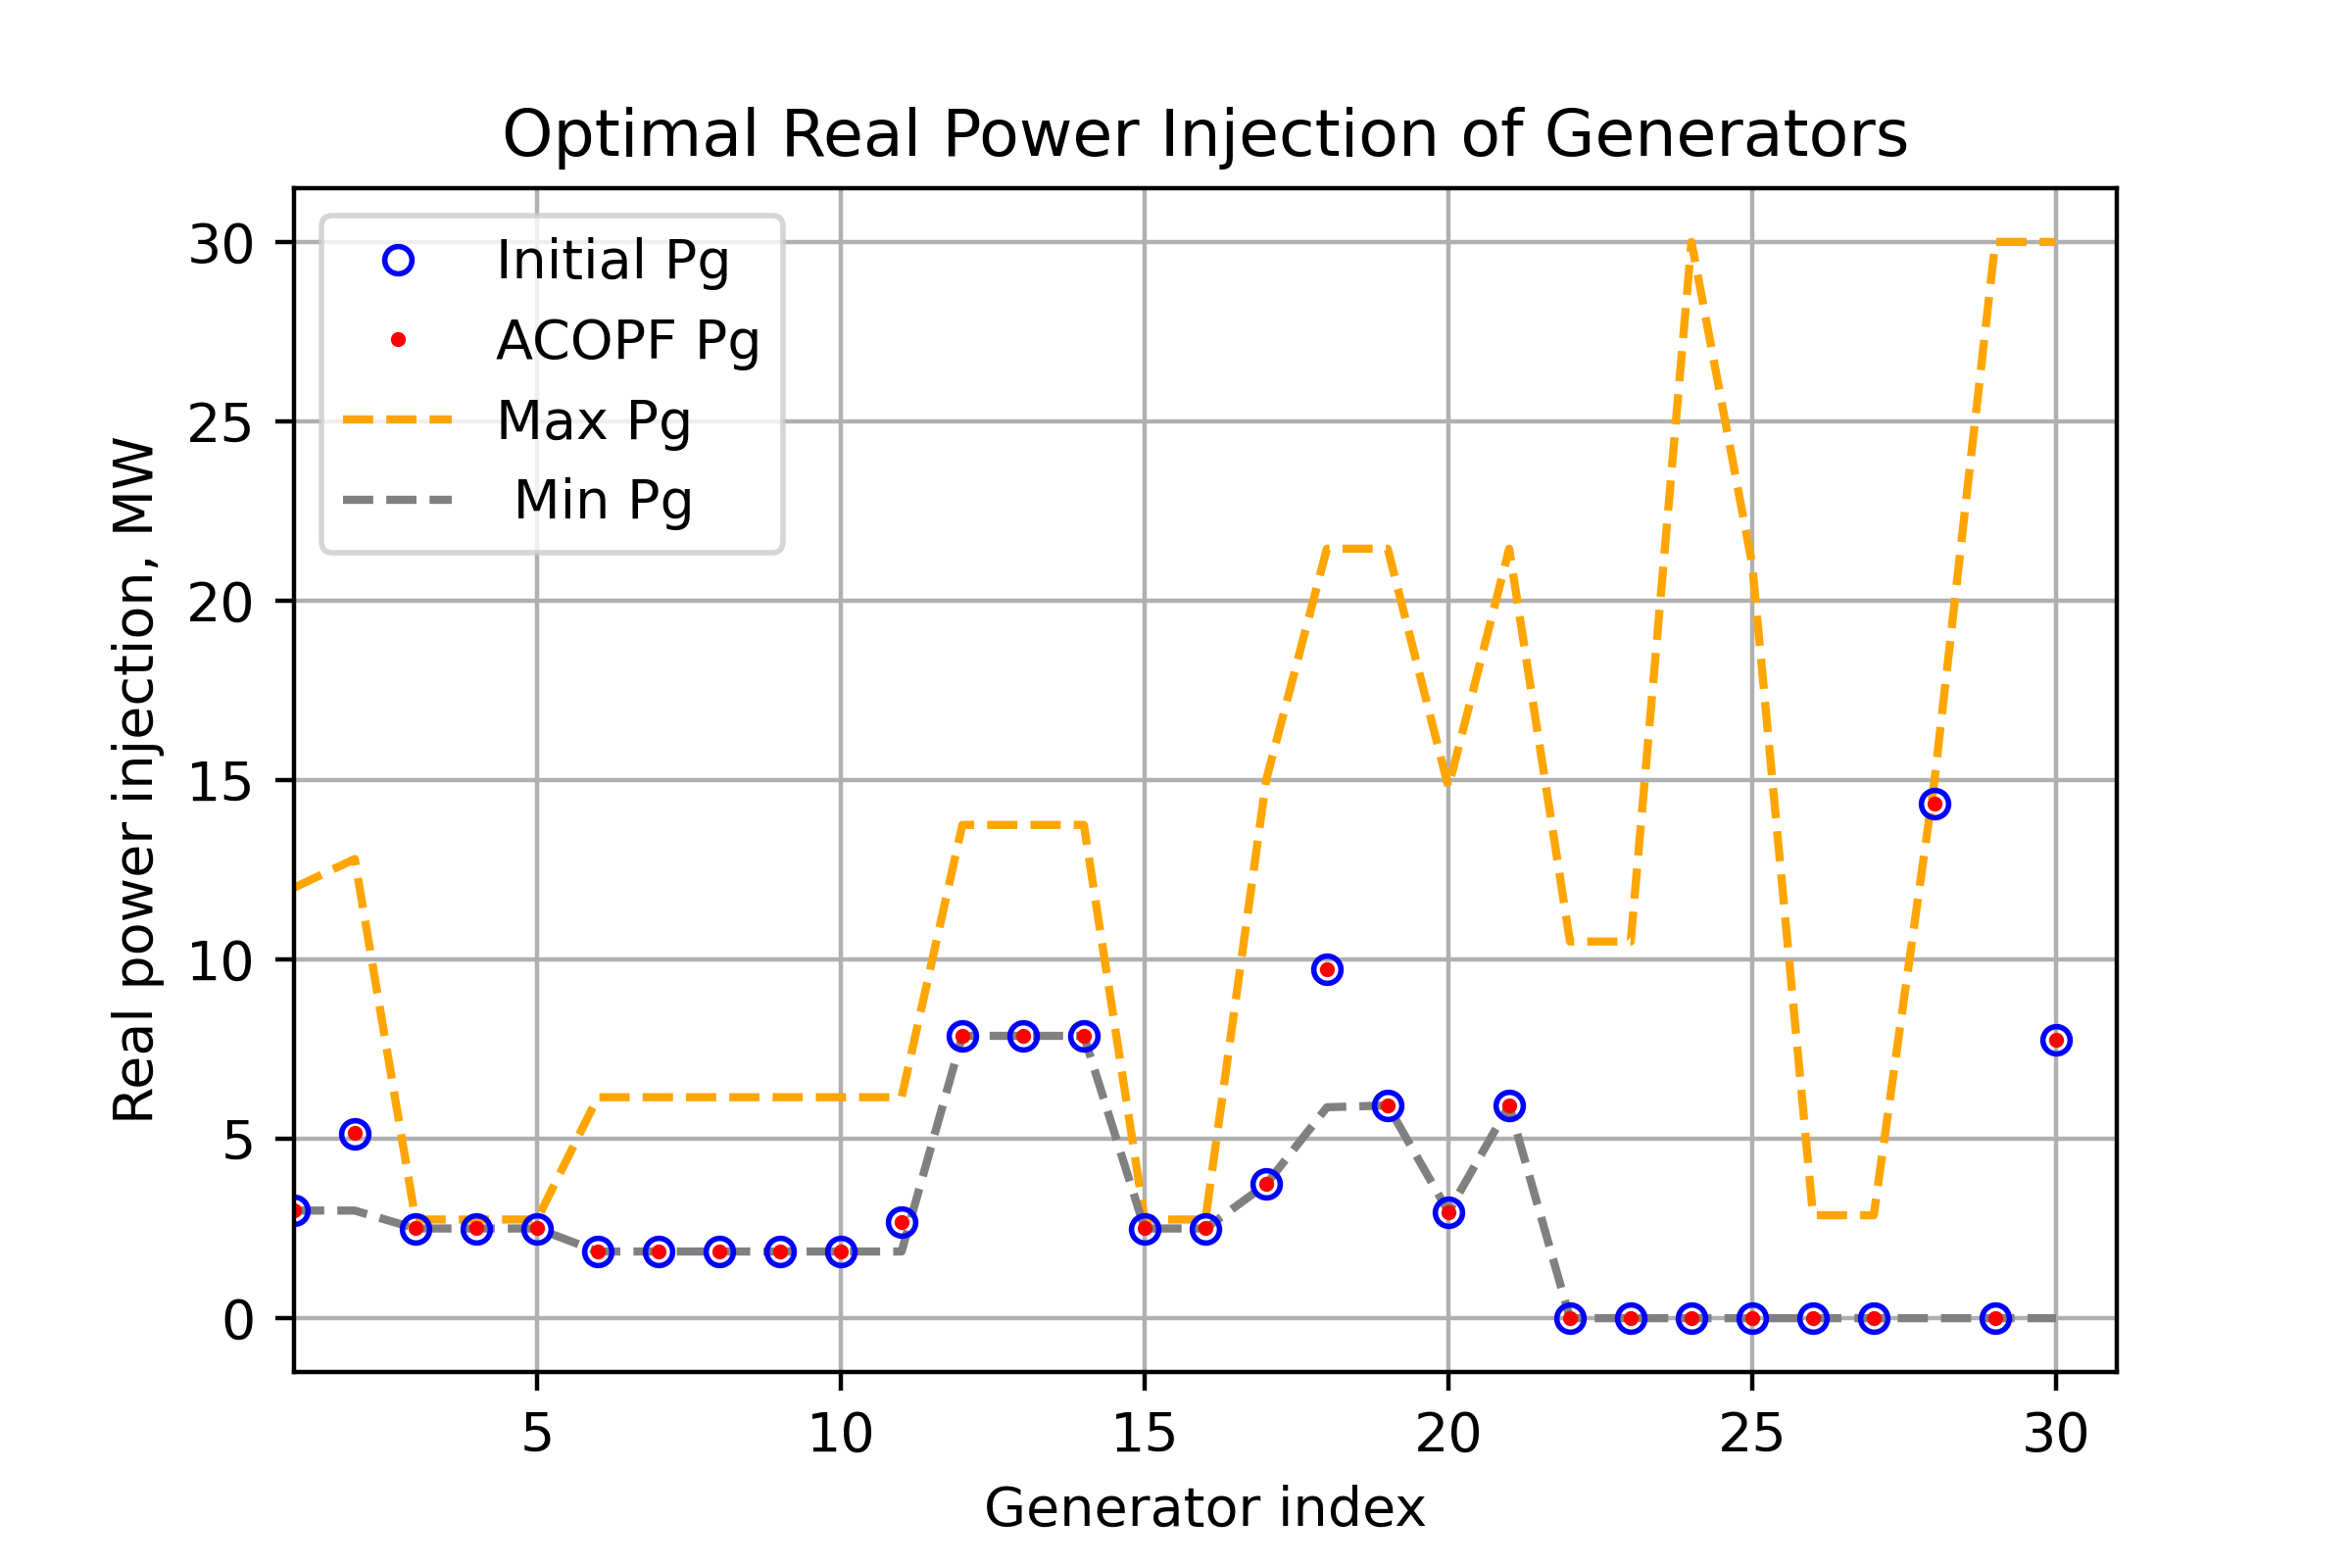 Optimal Real Power Injection of Generators
Initial Pg
ACOPF Pg
Max Pg
Min Pg
Real power injection, MW
30
25
20
15
10
5
0
5 10 15 20 25 30
Generator index